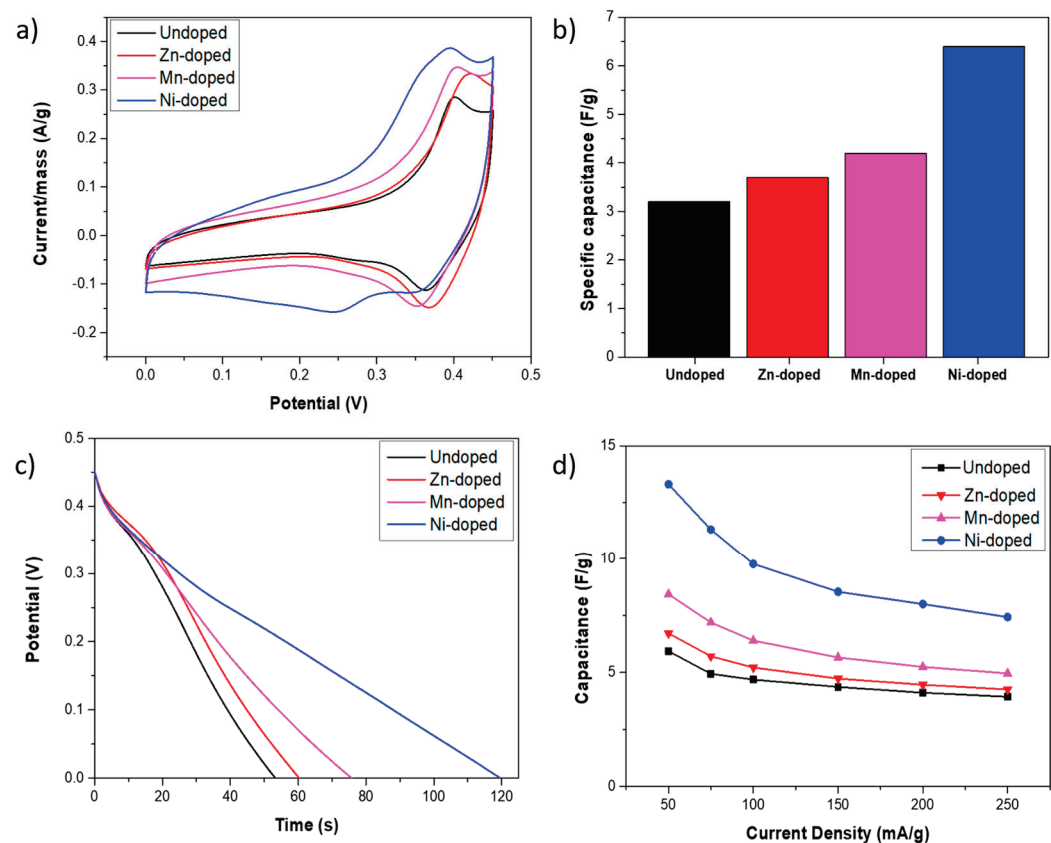 a)
Undoped
Zn-doped
Mn-doped
Ni-doped
Current/mass (A/g)
0.4
0.3
0.2
0.1
0.0
-0.1
-0.2
0.0 0.1 0.2 0.3 0.4 0.5
Potential (V)
b)
Specific capacitance (F/g)
7
6
5
4
3
2
1
0
Undoped Zn-doped Mn-doped Ni-doped
c)
Undoped
Zn-doped
Mn-doped
Ni-doped
Potential (V)
0.5
0.4
0.3
0.2
0.1
0.0
0 20 40 60 80 100 120
Time (s)
d)
Undoped
Zn-doped
Mn-doped
Ni-doped
Capacitance (F/g)
15
10
5
0
50 100 150 200 250
Current Density (mA/g)